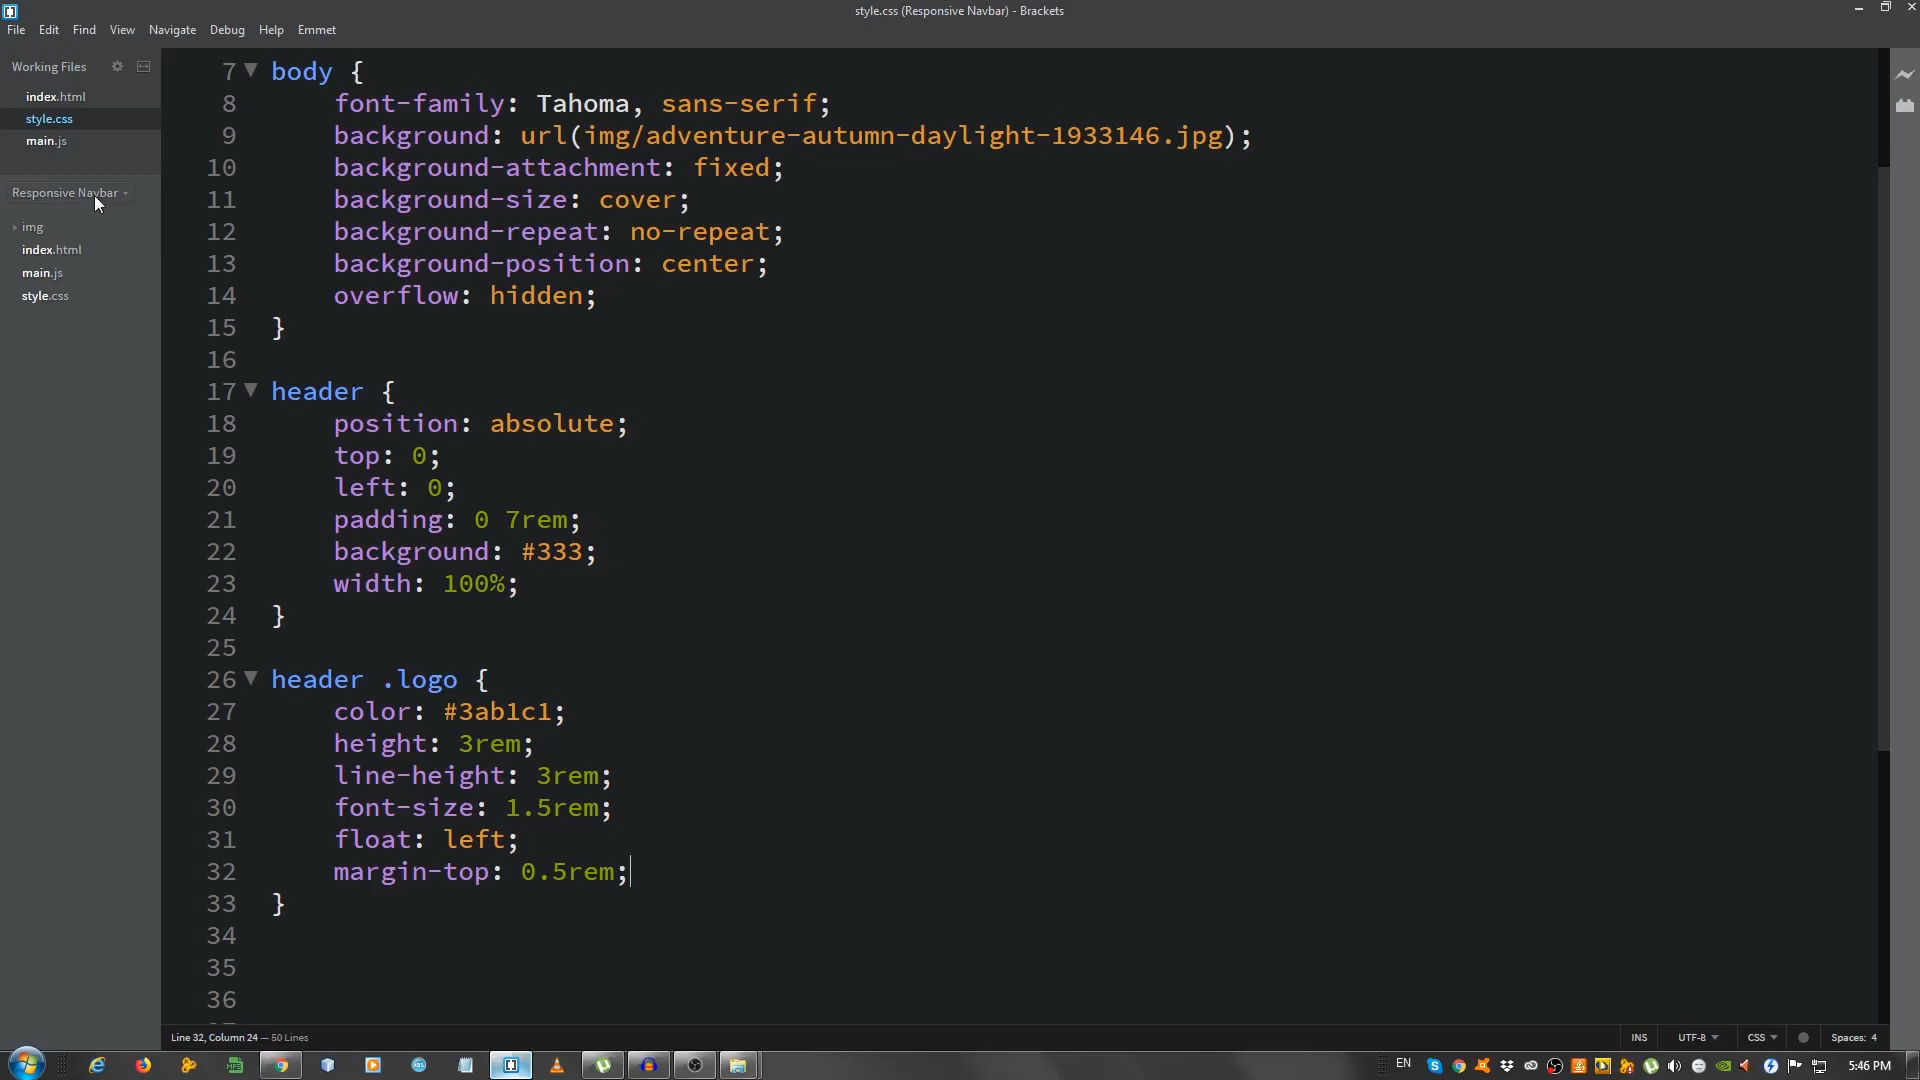 style.css (Responsive Navbar) - Brackets
File Edit Find View Navigate Debug Help Emmet
Working Files
index.html
style.css
main.js
Responsive Navbar
img
index.html
main.js
style.css
7 body {
8 font-family: Tahoma, sans-serif;
9 background: url(img/adventure-autumn-daylight-1933146.jpg);
10 background-attachment: fixed;
11 background-size: cover;
12 background-repeat: no-repeat;
13 background-position: center;
14 overflow: hidden;
15 }
16
17 header {
18 position: absolute;
19 top: 0;
20 left: 0;
21 padding: 0 7rem;
22 background: #333;
23 width: 100%;
24 }
25
26 header .logo {
27 color: #3ab1c1;
28 height: 3rem;
29 line-height: 3rem;
30 font-size: 1.5rem;
31 float: left;
32 margin-top: 0.5rem;
33 }
34
35
36
Line 32, Column 24 — 50 Lines
INS UTF-8 CSS Spaces: 4
EN 5:46 PM